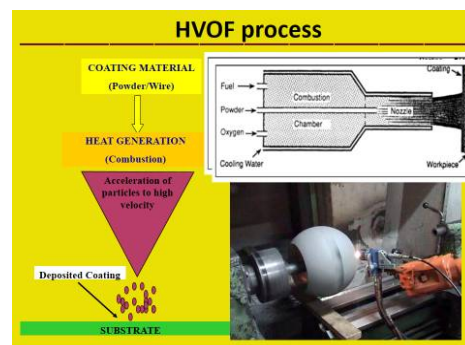 HVOF process
COATING MATERIAL
(Powder/Wire)
HEAT GENERATION
(Combustion)
Acceleration of
particles to high
velocity
Deposited Coating
SUBSTRATE
Coating
Fuel
Combustion
Powder
Nozzle
Chamber
Oxygen
Cooling Water
Workpiece